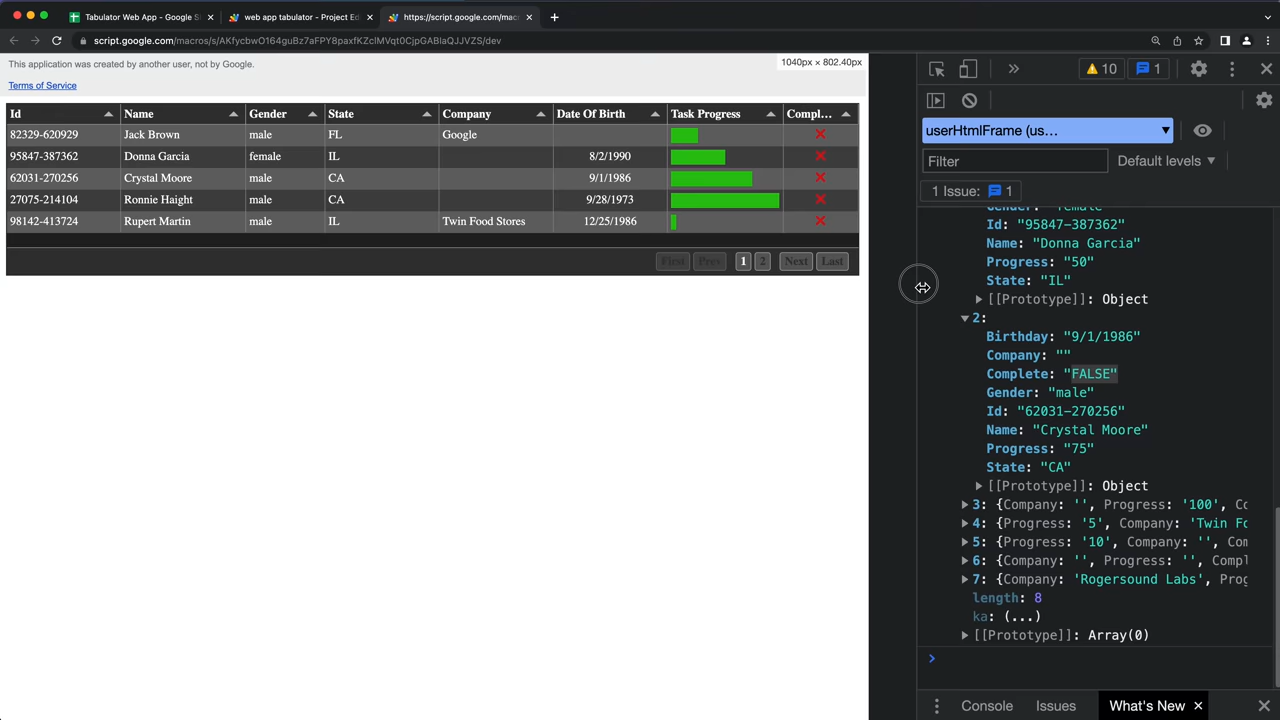 Tabulator Web App - Google S
web app tabulator - Project Ed
https://script.google.com/mac
script.google.com/macros/s/AKfycbwO164guBz7aFPY8paxfKZclMVqt0CjpGABlaQJJVZS/dev
This application was created by another user, not by Google.
1040px × 802.40px
Terms of Service
Id Name Gender State Company Date Of Birth Task Progress Compl...
82329-620929 Jack Brown male FL Google
95847-387362 Donna Garcia female IL 8/2/1990
62031-270256 Crystal Moore male CA 9/1/1986
27075-214104 Ronnie Haight male CA 9/28/1973
98142-413724 Rupert Martin male IL Twin Food Stores 12/25/1986
First Prev 1 2 Next Last
10 1
userHtmlFrame (us...
Filter Default levels
1 Issue: 1
Gender: "female"
Id: "95847-387362"
Name: "Donna Garcia"
Progress: "50"
State: "IL"
[[Prototype]]: Object
2:
Birthday: "9/1/1986"
Company: ""
Complete: "FALSE"
Gender: "male"
Id: "62031-270256"
Name: "Crystal Moore"
Progress: "75"
State: "CA"
[[Prototype]]: Object
3: {Company: '', Progress: '100', Co
4: {Progress: '5', Company: 'Twin Fo
5: {Progress: '10', Company: '', Com
6: {Company: '', Progress: '', Compl
7: {Company: 'Rogersound Labs', Prog
length: 8
ka: (...)
[[Prototype]]: Array(0)
Console Issues What's New